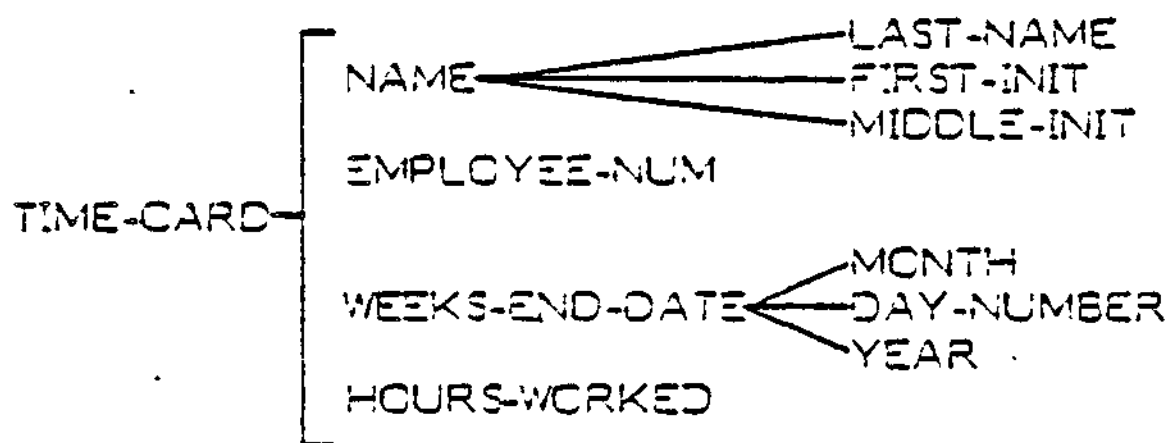 LAST-NAME
NAME
FIRST-INIT
MIDDLE-INIT
EMPLOYEE-NUM
TIME-CARD
MONTH
WEEKS-END-DATE
DAY-NUMBER
YEAR
HOURS-WORKED